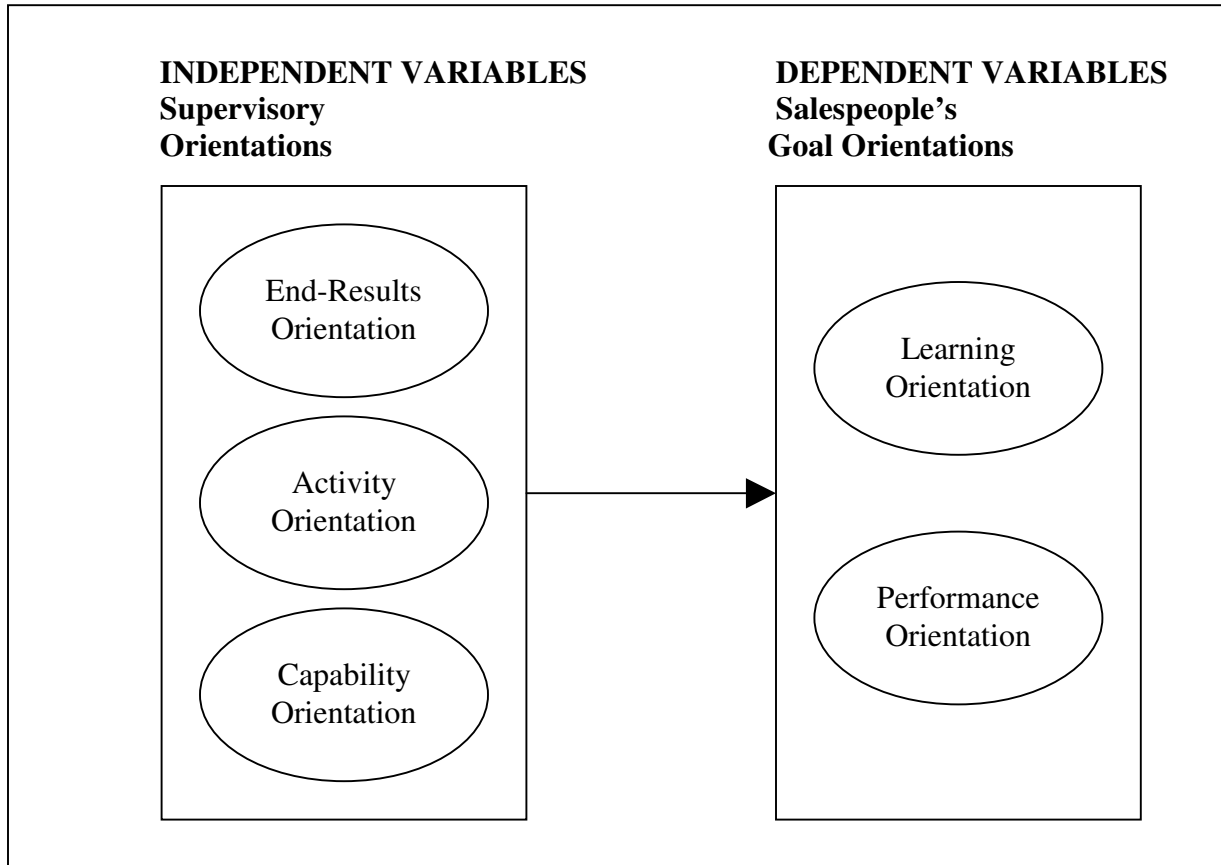 INDEPENDENT VARIABLES
Supervisory
Orientations
End-Results
Orientation
Activity
Orientation
Capability
Orientation
DEPENDENT VARIABLES
Salespeople’s
Goal Orientations
Learning
Orientation
Performance
Orientation